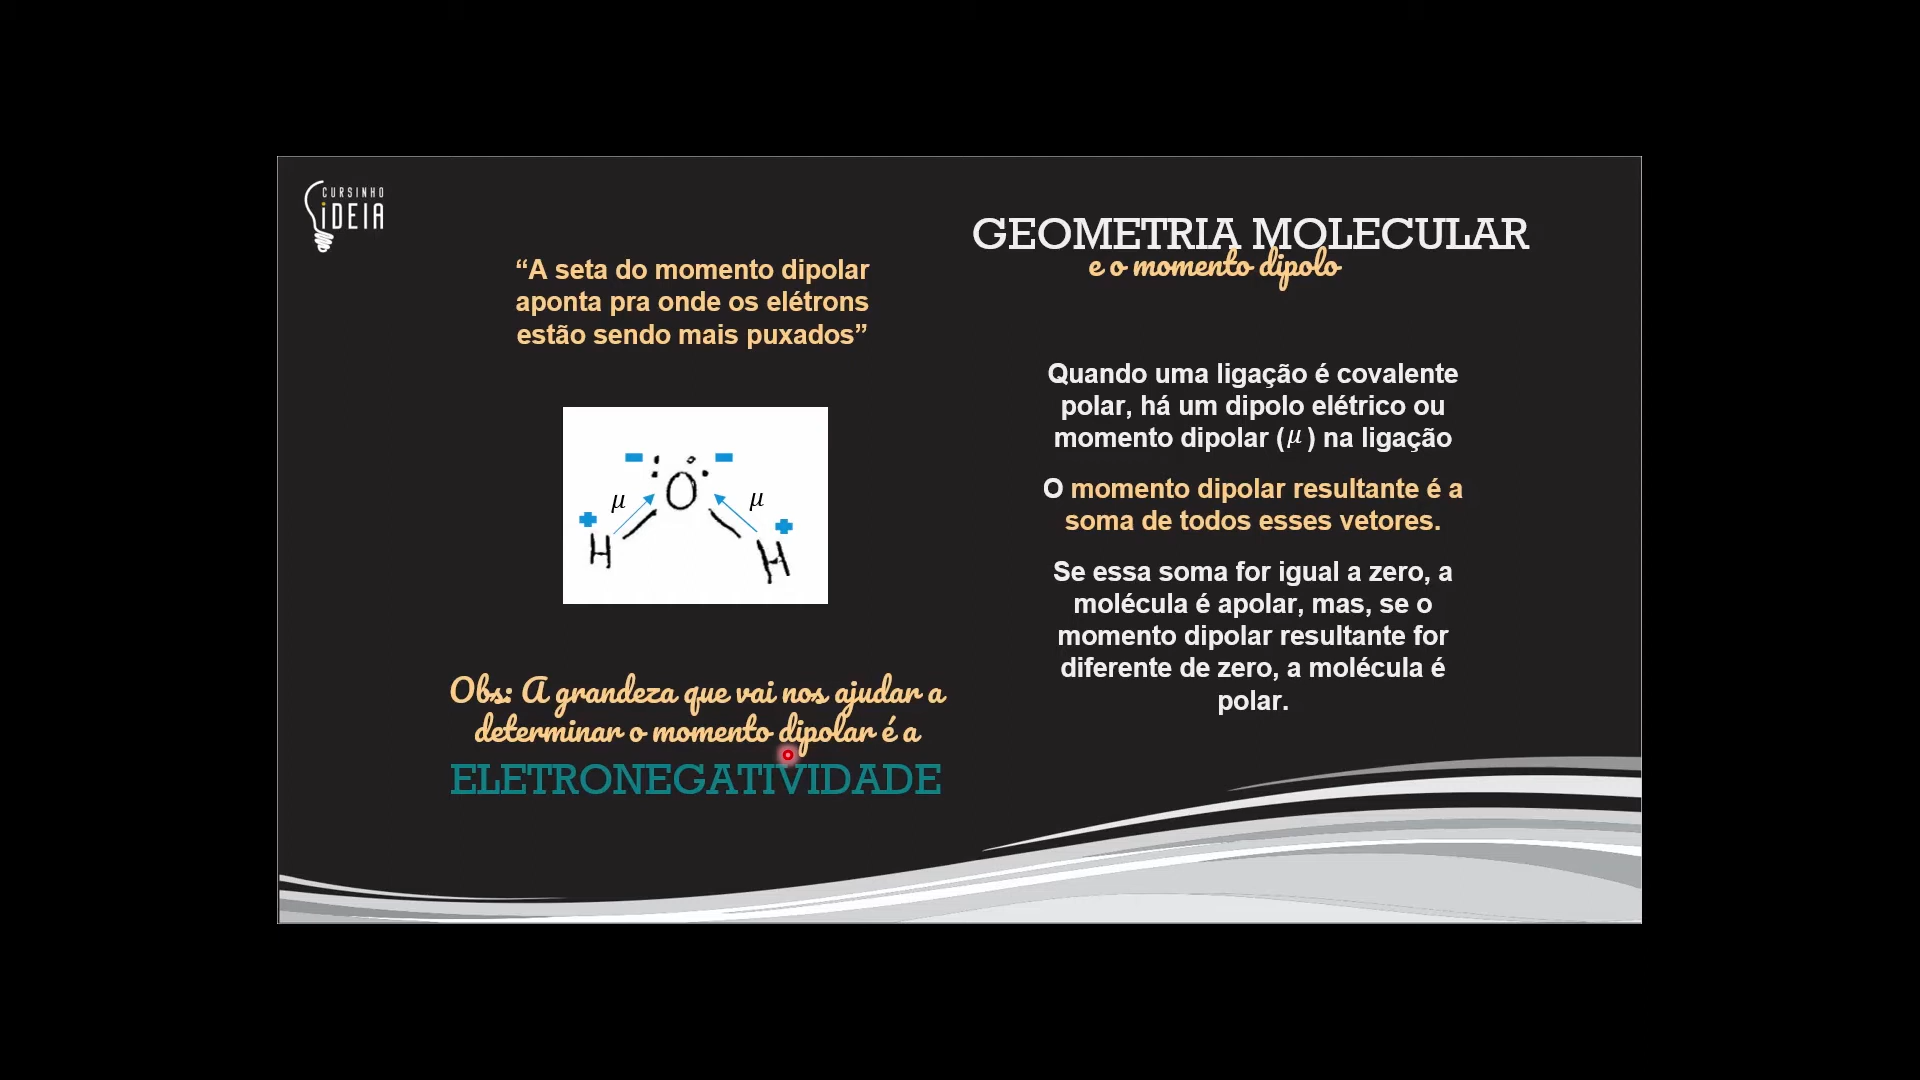 CURSINHO
iDEIA
“A seta do momento dipolar
aponta pra onde os elétrons
estão sendo mais puxados”
μ
μ
O
H
H
Obs: A grandeza que vai nos ajudar a
determinar o momento dipolar é a
ELETRONEGATIVIDADE
GEOMETRIA MOLECULAR
e o momento dipolo
Quando uma ligação é covalente
polar, há um dipolo elétrico ou
momento dipolar (μ) na ligação
O momento dipolar resultante é a
soma de todos esses vetores.
Se essa soma for igual a zero, a
molécula é apolar, mas, se o
momento dipolar resultante for
diferente de zero, a molécula é
polar.